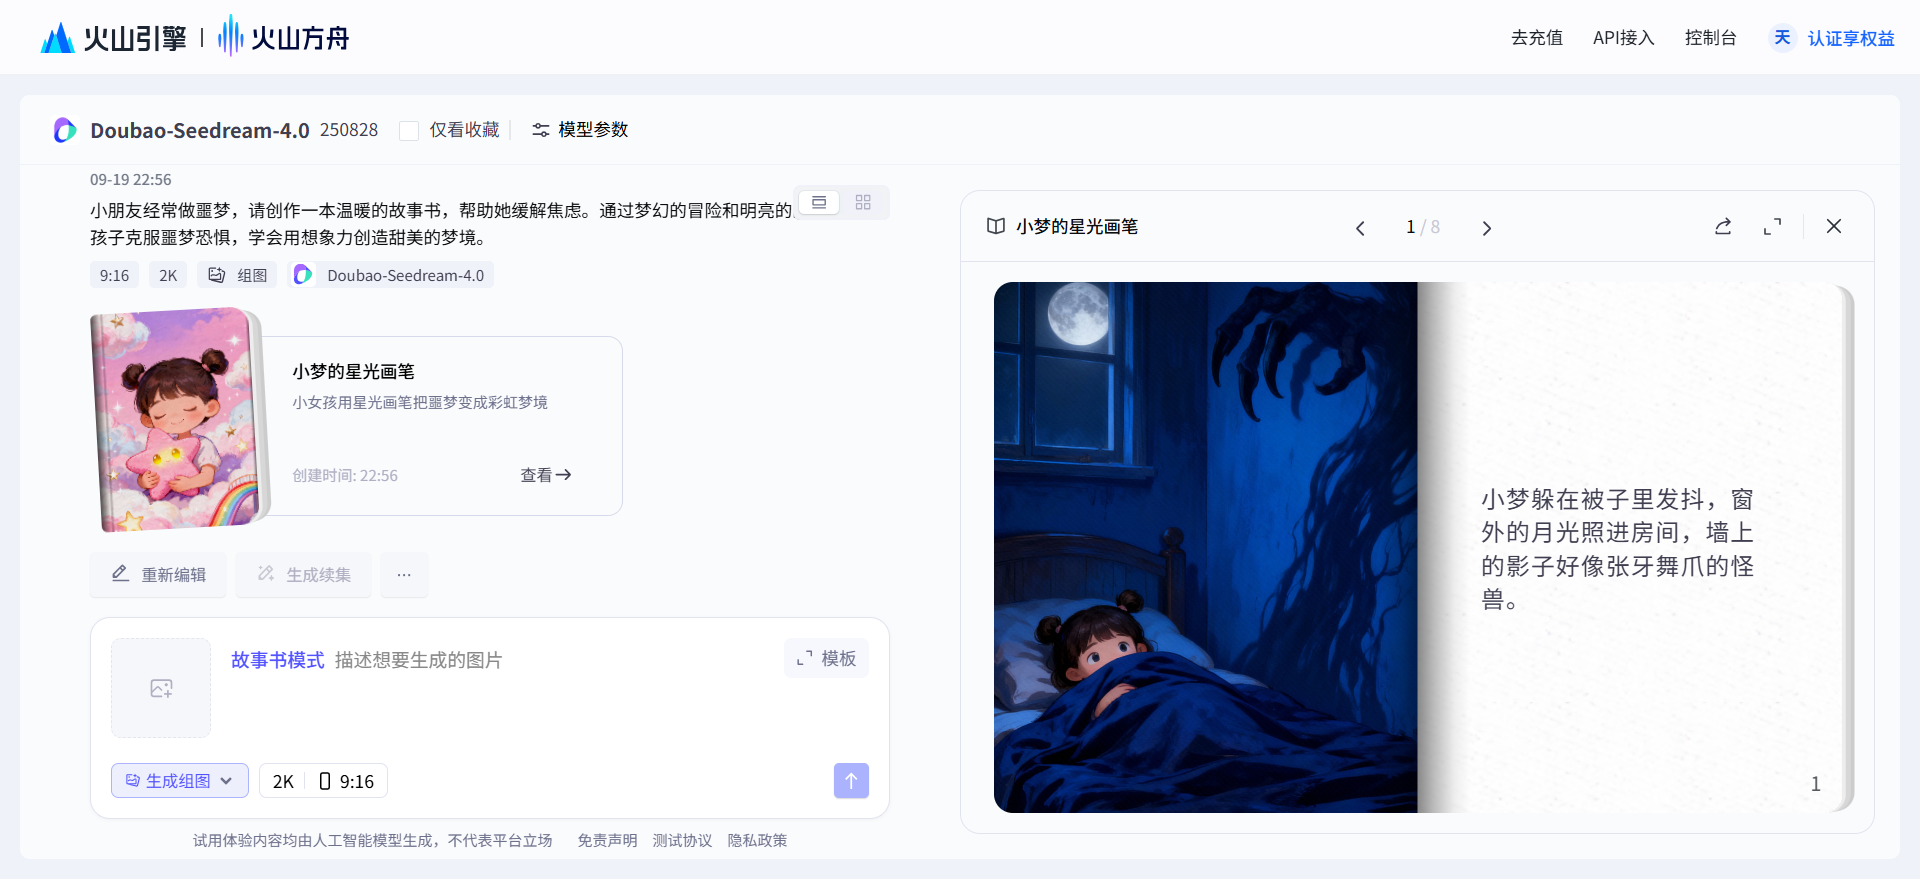 火山引擎 | 火山方舟
去充值 API接入 控制台 天 认证享权益
Doubao-Seedream-4.0 250828 仅看收藏 模型参数
09-19 22:56
小朋友经常做噩梦，请创作一本温暖的故事书，帮助她缓解焦虑。通过梦幻的冒险和明亮的
孩子克服噩梦恐惧，学会用想象力创造甜美的梦境。
9:16 2K 组图 Doubao-Seedream-4.0
小梦的星光画笔
小女孩用星光画笔把噩梦变成彩虹梦境
创建时间: 22:56 查看
重新编辑 生成续集 ...
故事书模式 描述想要生成的图片 模板
生成组图 2K 9:16
试用体验内容均由人工智能模型生成，不代表平台立场 免责声明 测试协议 隐私政策
小梦的星光画笔 1 / 8
小梦躲在被子里发抖，窗
外的月光照进房间，墙上
的影子好像张牙舞爪的怪
兽。
1